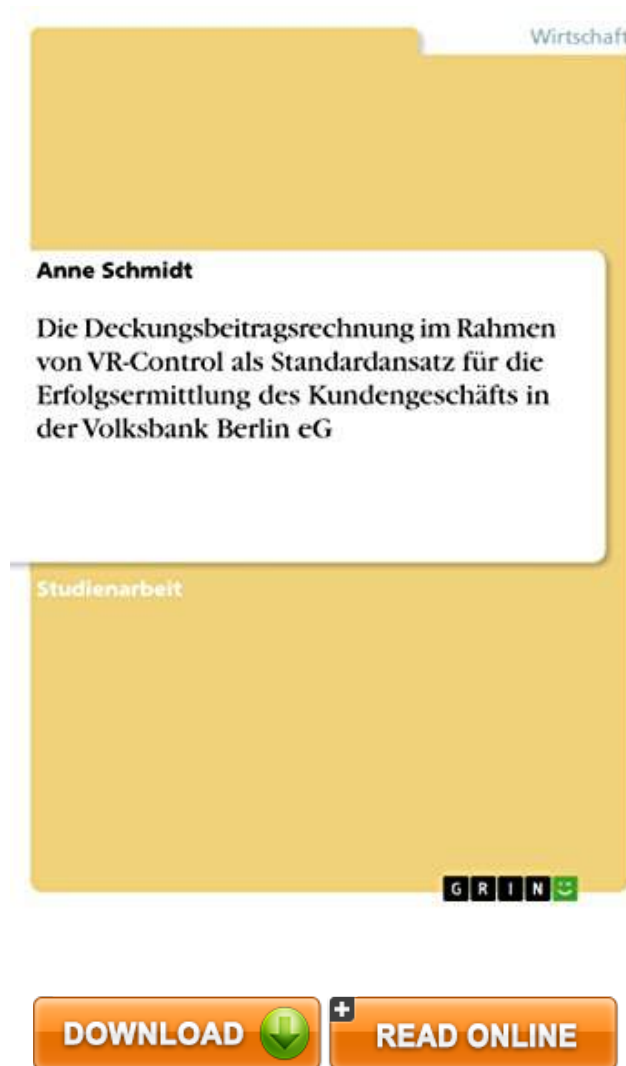 Wirtschaft
Anne Schmidt
Die Deckungsbeitragsrechnung im Rahmen
von VR-Control als Standardansatz für die
Erfolgsermittlung des Kundengeschäfts in
der Volksbank Berlin eG
Studienarbeit
GRIN
DOWNLOAD
READ ONLINE